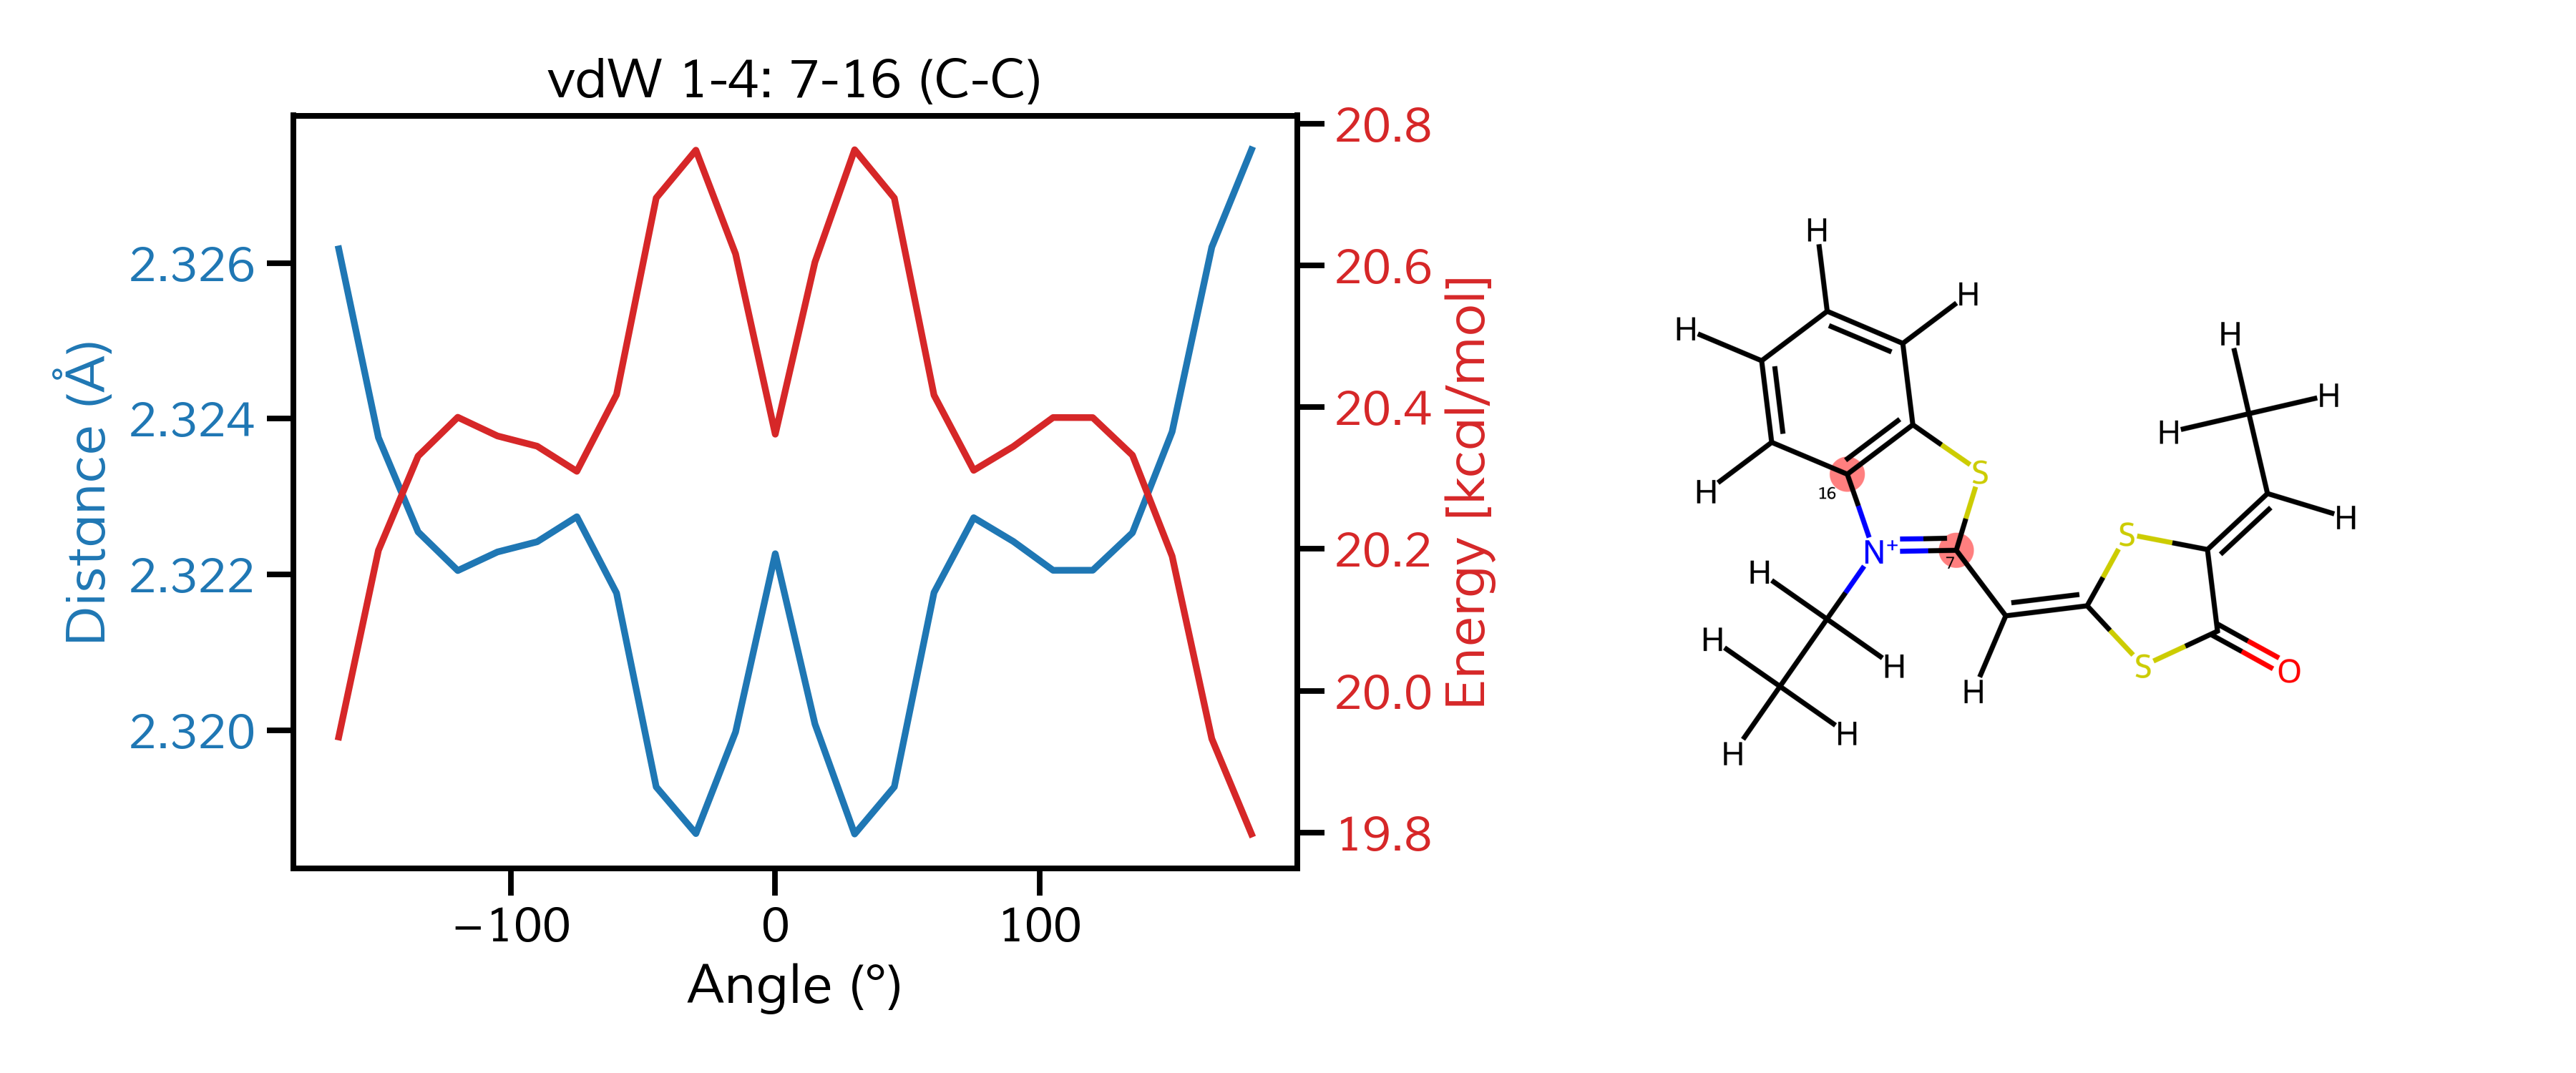 vdW 1-4: 7-16 (C-C)
Distance (Å)
2.326
2.324
2.322
2.320
20.8
20.6
20.4
20.2
20.0
19.8
Energy [kcal/mol]
−100
0
100
Angle (°)
H
H
H
H
H
H
S
H
H
16
H
S
N+
7
H
H
S
O
H
H
H
H